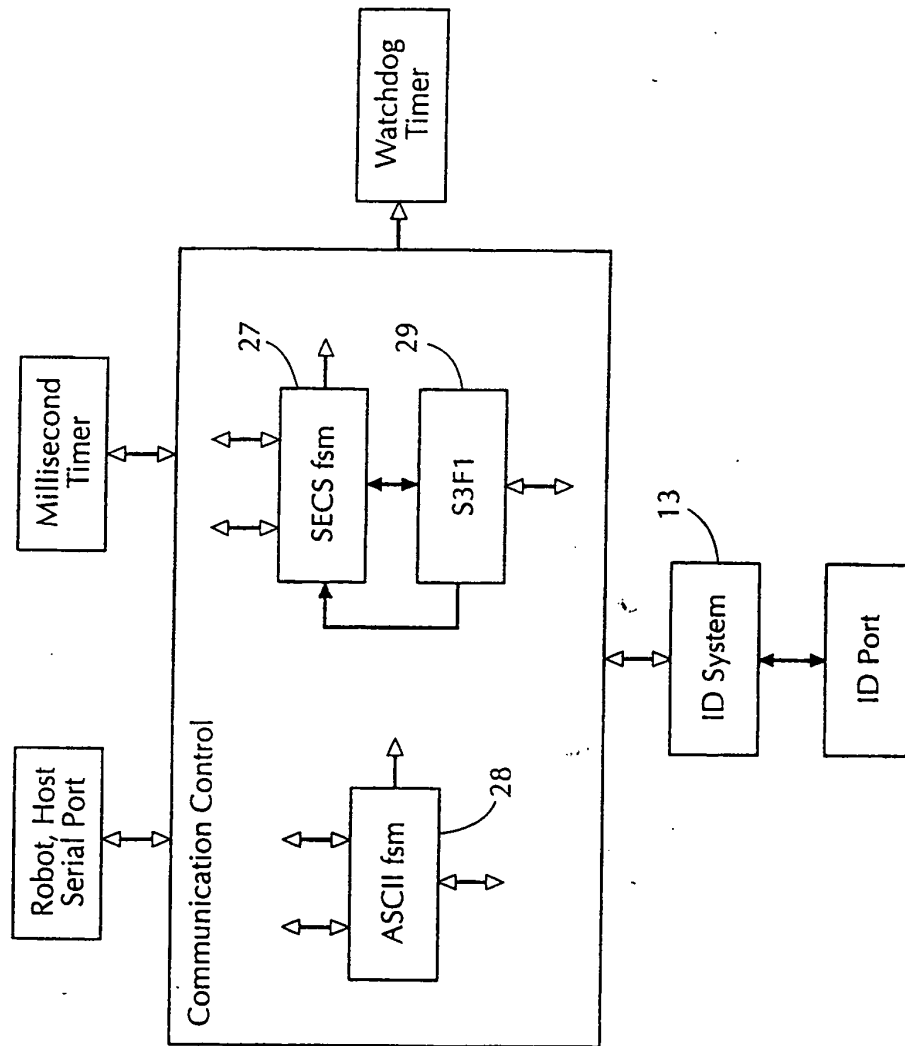 Robot, Host
Serial Port
Millisecond
Timer
Watchdog
Timer
Communication Control
ASCII fsm
28
SECS fsm
27
S3F1
29
ID System
13
ID Port